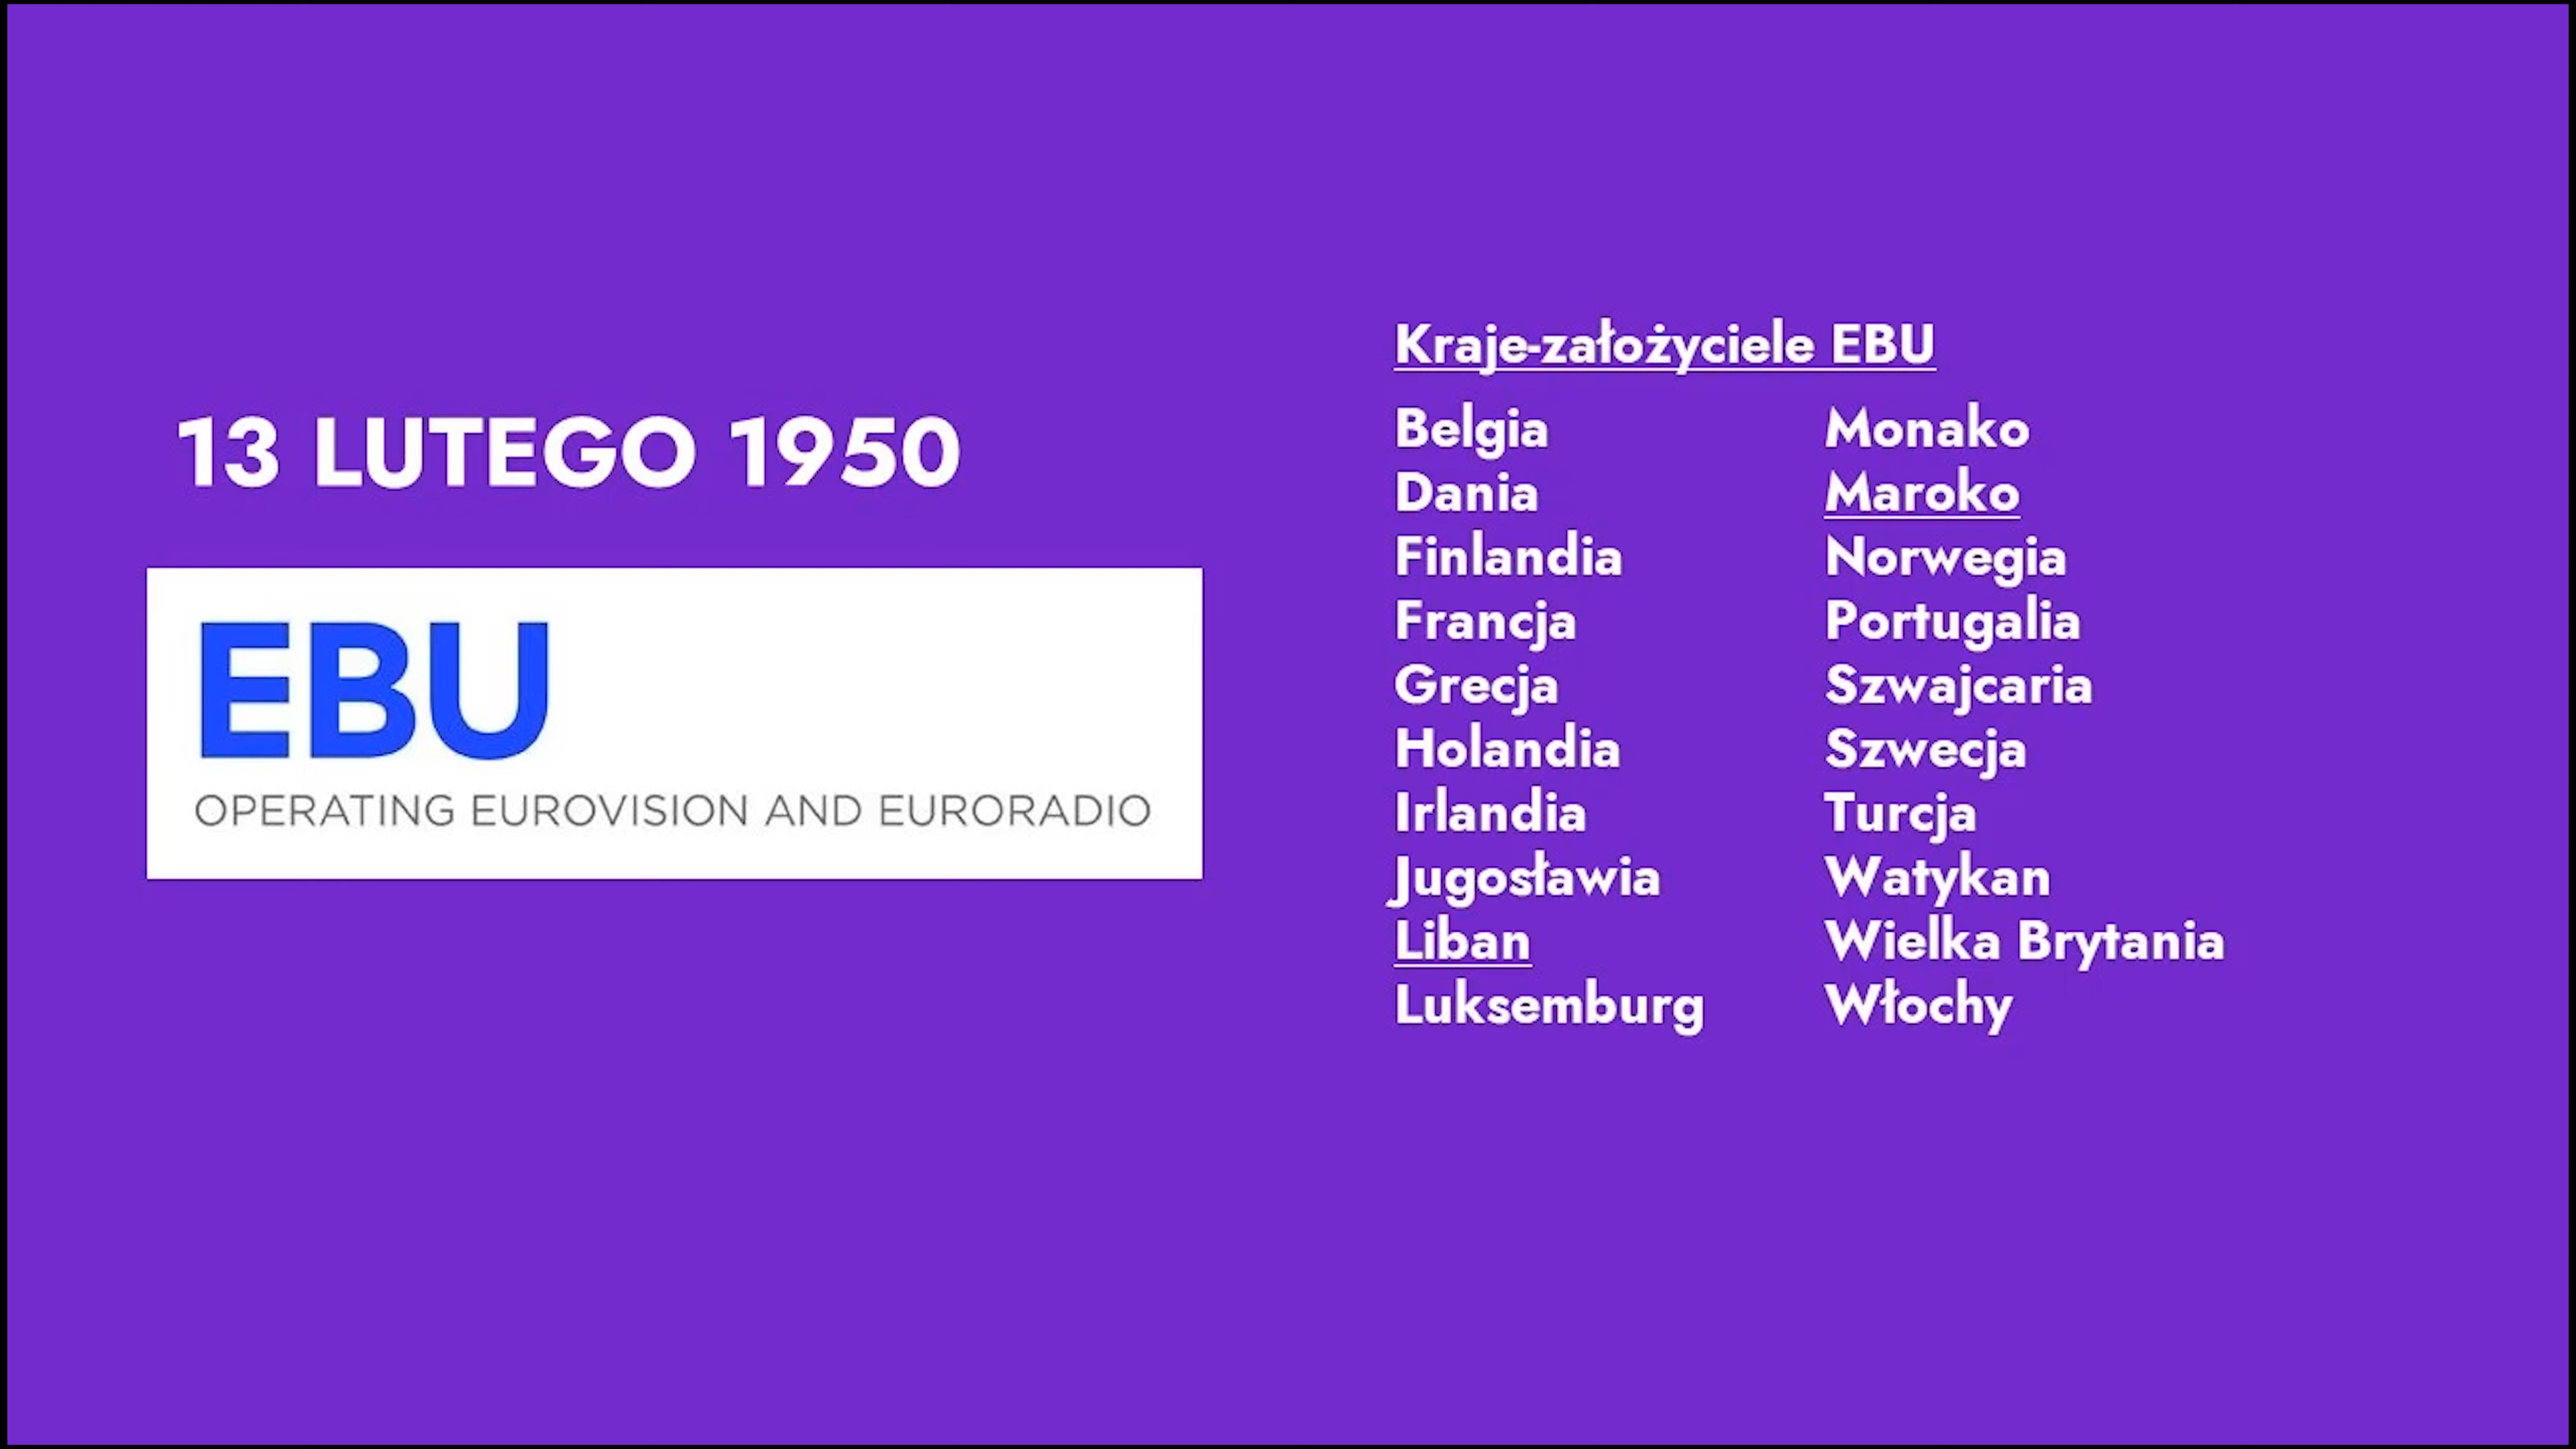 13 LUTEGO 1950
EBU
OPERATING EUROVISION AND EURORADIO
Kraje-założyciele EBU
Belgia
Dania
Finlandia
Francja
Grecja
Holandia
Irlandia
Jugosławia
Liban
Luksemburg
Monako
Maroko
Norwegia
Portugalia
Szwajcaria
Szwecja
Turcja
Watykan
Wielka Brytania
Włochy